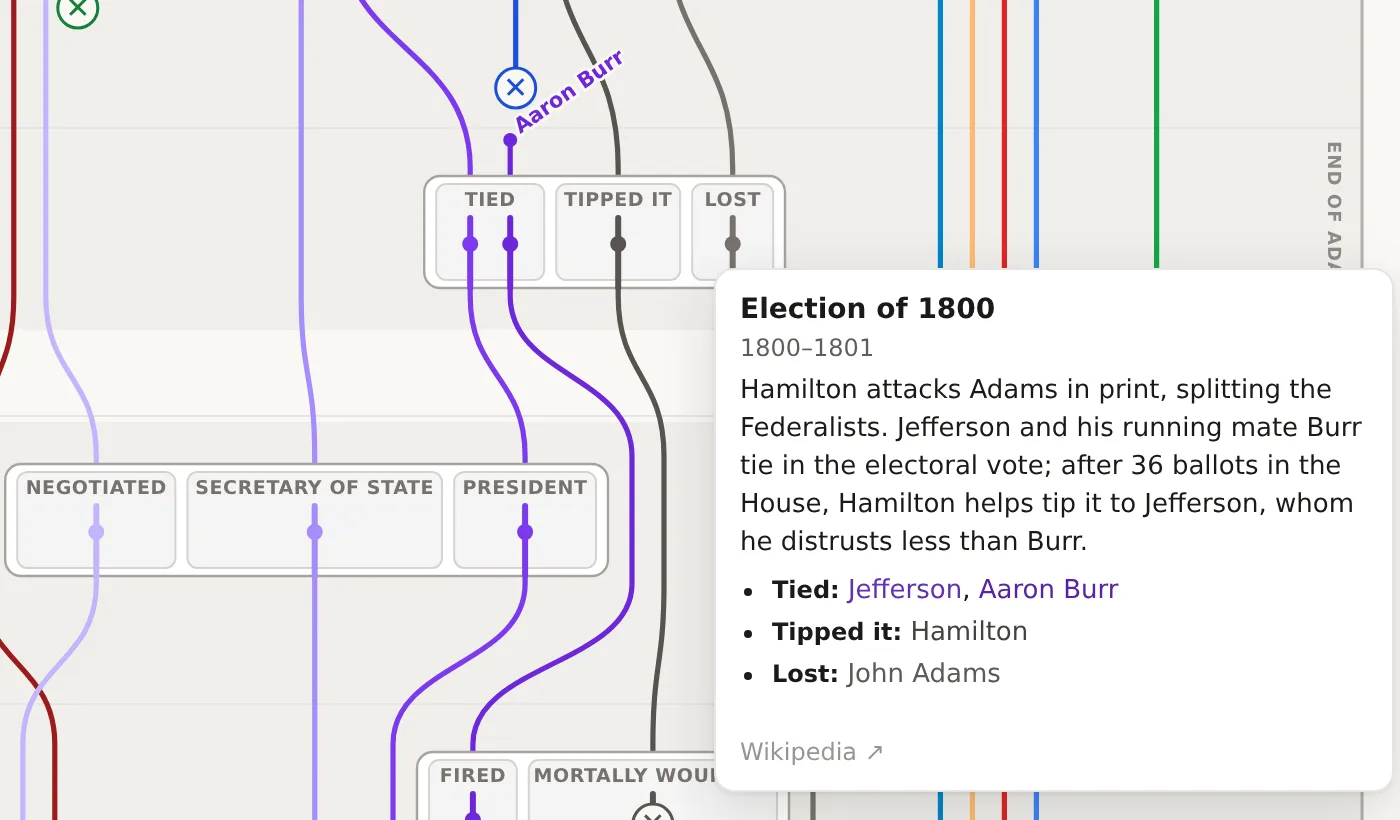 Aaron Burr
TIED
TIPPED IT
LOST
END OF
Election of 1800
1800–1801
Hamilton attacks Adams in print, splitting the
Federalists. Jefferson and his running mate Burr
tie in the electoral vote; after 36 ballots in the
House, Hamilton helps tip it to Jefferson, whom
he distrusts less than Burr.
• Tied: Jefferson, Aaron Burr
• Tipped it: Hamilton
• Lost: John Adams
Wikipedia ↗
NEGOTIATED
SECRETARY OF STATE
PRESIDENT
FIRED
MORTALLY